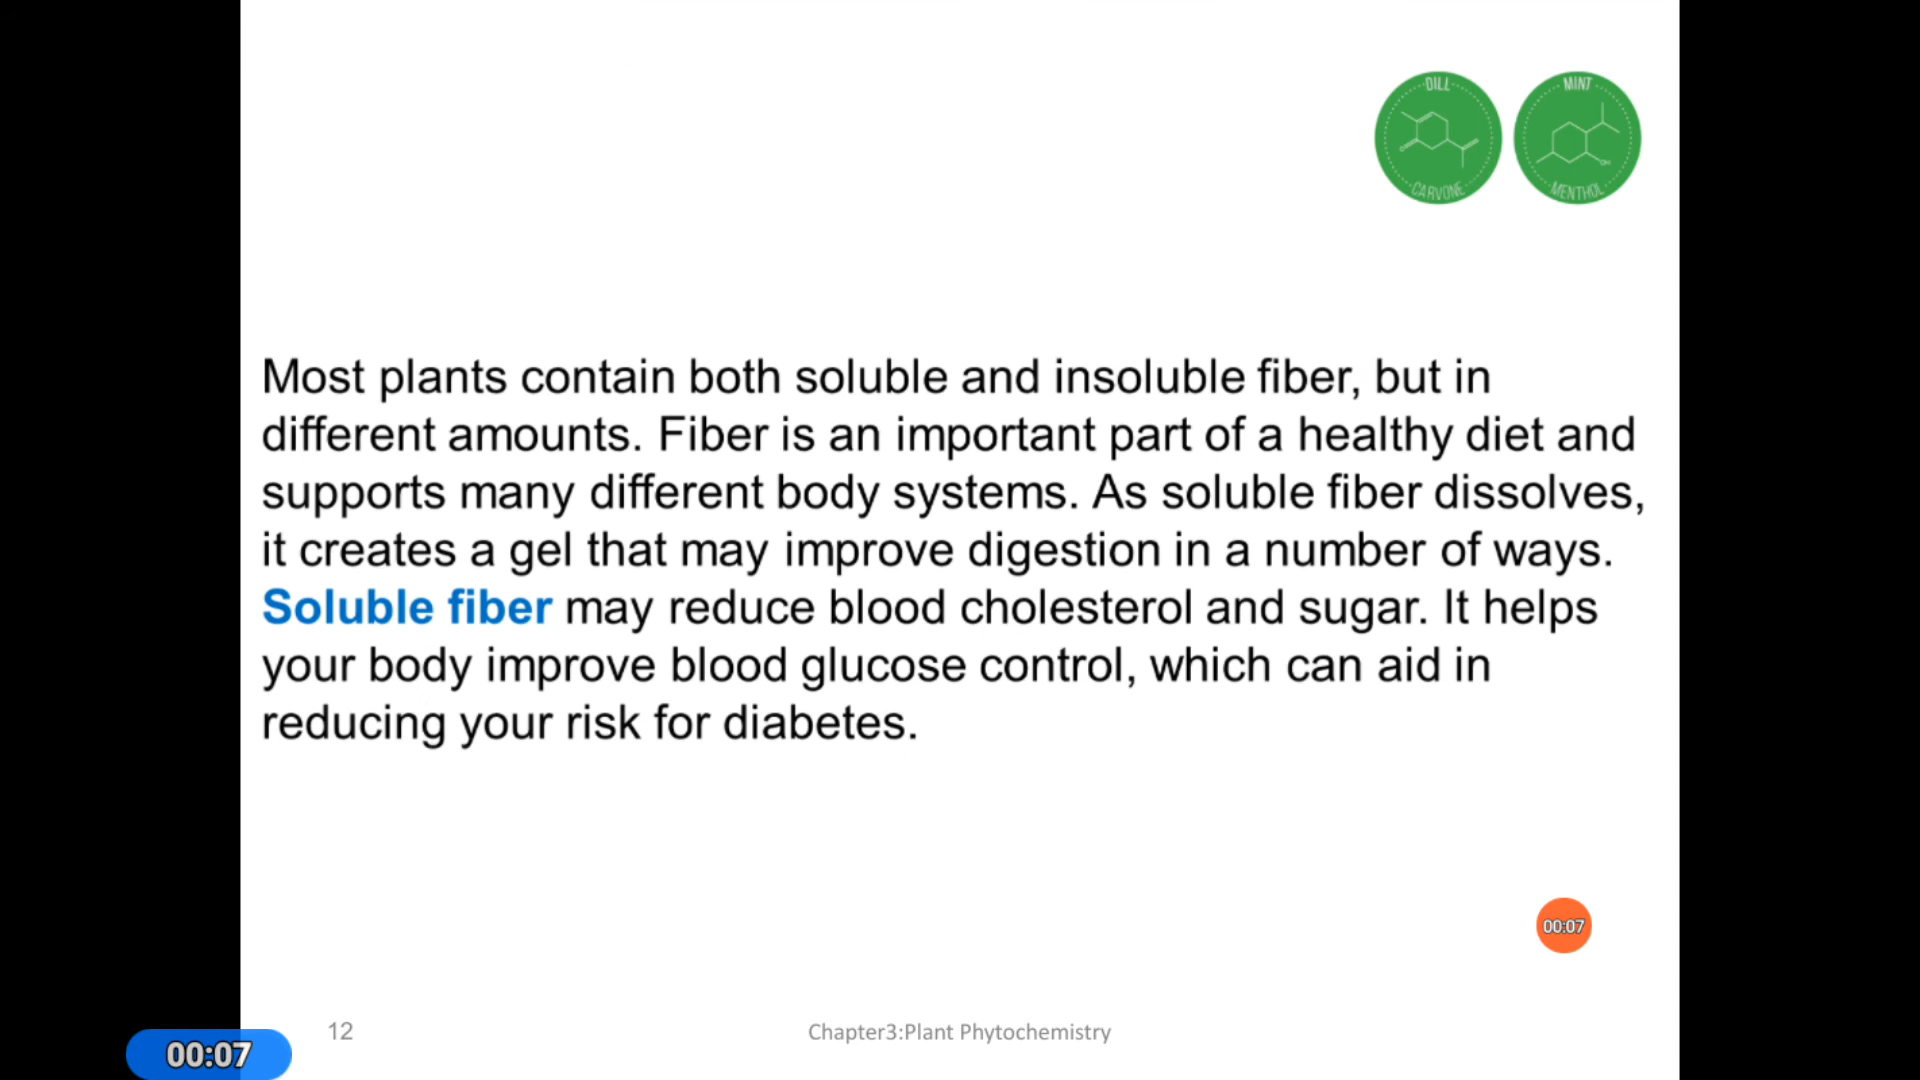 DILL
CARVONE
MINT
OH
MENTHOL
Most plants contain both soluble and insoluble fiber, but in
different amounts. Fiber is an important part of a healthy diet and
supports many different body systems. As soluble fiber dissolves,
it creates a gel that may improve digestion in a number of ways.
Soluble fiber may reduce blood cholesterol and sugar. It helps
your body improve blood glucose control, which can aid in
reducing your risk for diabetes.
00:07
12
Chapter3:Plant Phytochemistry
00:07